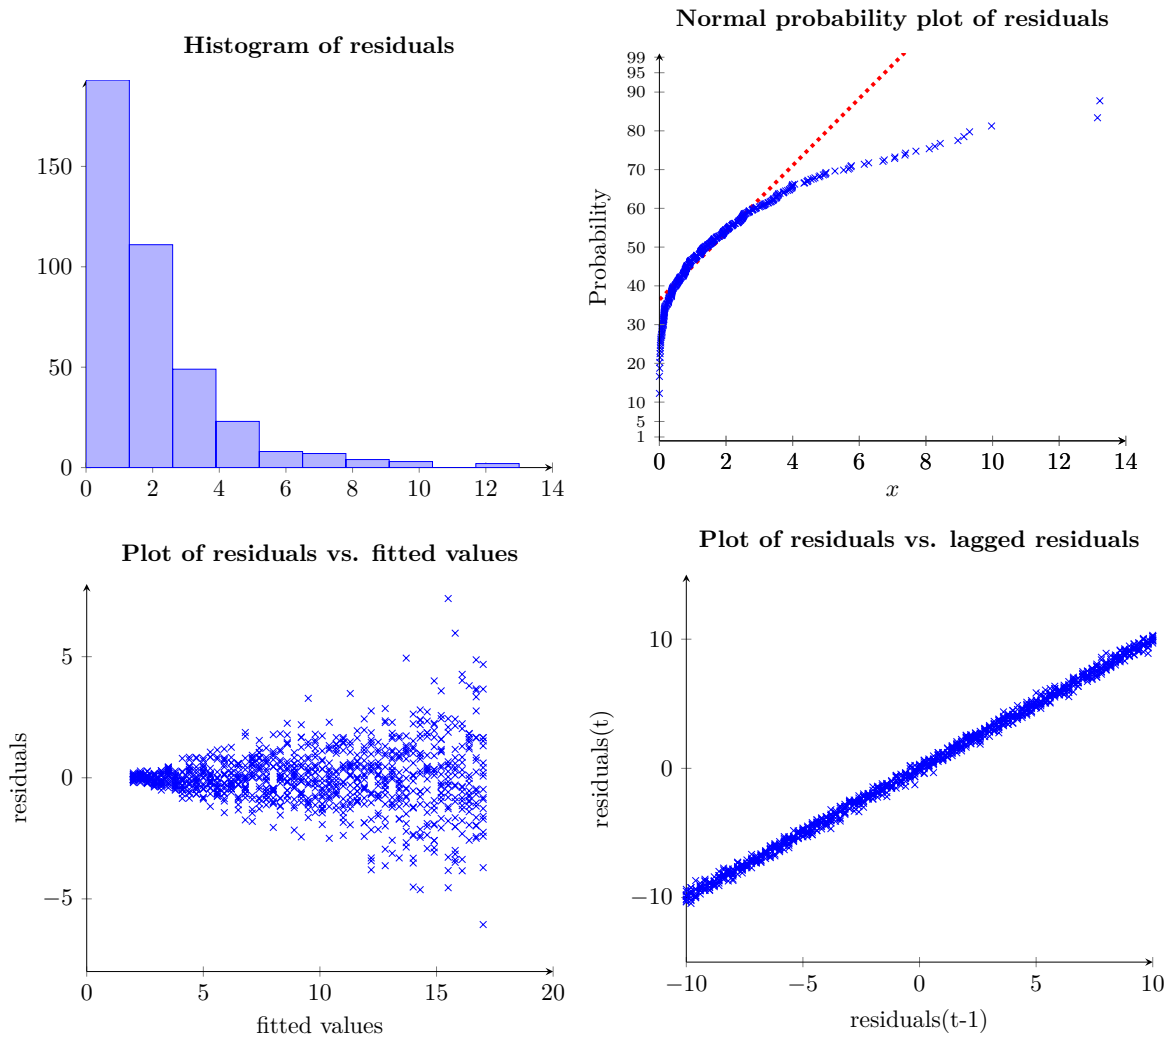 Histogram of residuals
150
100
50
0
0 2 4 6 8 10 12 14
Normal probability plot of residuals
Probability
99
95
90
80
70
60
50
40
30
20
10
5
1
0 2 4 6 8 10 12 14
x
Plot of residuals vs. fitted values
residuals
5
0
−5
0 5 10 15 20
fitted values
Plot of residuals vs. lagged residuals
residuals(t)
10
0
−10
−10 −5 0 5 10
residuals(t-1)